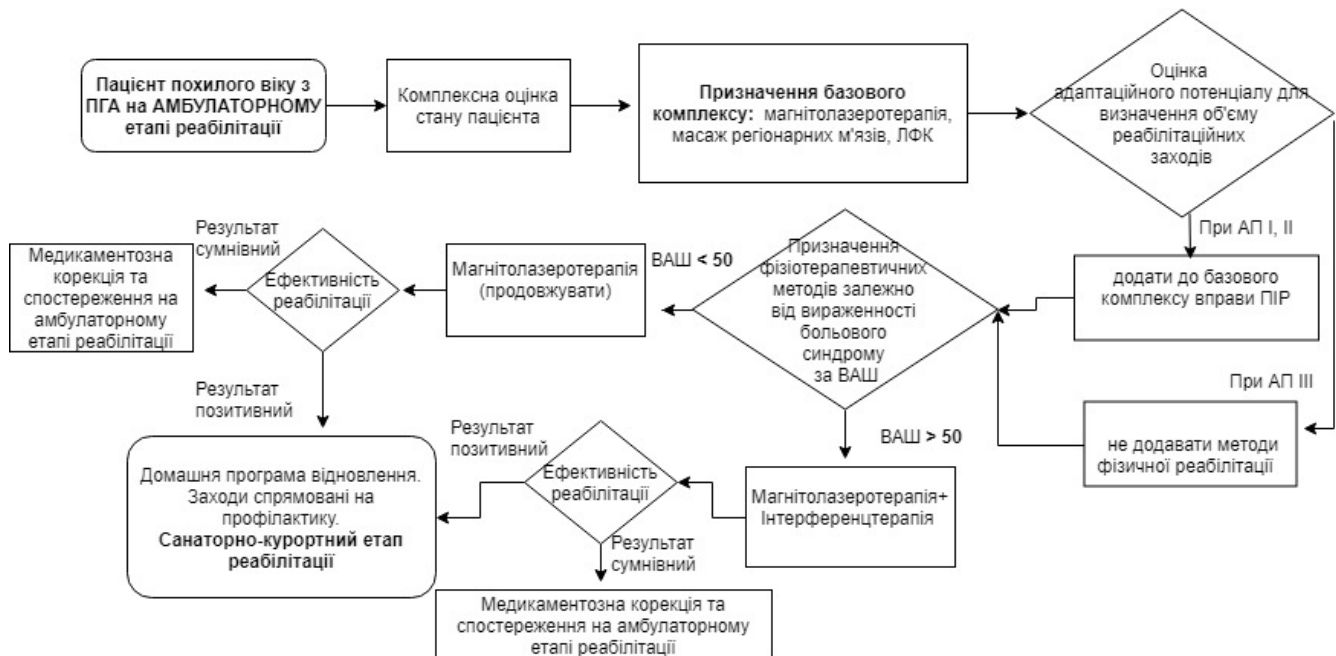 Пацієнт похилого віку з
ПГА на АМБУЛАТОРНОМУ
етапі реабілітації
Комплексна оцінка
стану пацієнта
Призначення базового
комплексу: магнітолазеротерапія,
масаж регіонарних м'язів, ЛФК
Оцінка
адаптаційного потенціалу для
визначення об'єму
реабілітаційних
заходів
При АП І, ІІ
додати до базового
комплексу вправи ПІР
При АП ІІІ
не додавати методи
фізичної реабілітації
Призначення
фізіотерапевтичних
методів залежно
від вираженності
больового
синдрому
за ВАШ
ВАШ < 50
Магнітолазеротерапія
(продовжувати)
Ефективність
реабілітації
Результат
сумнівний
Медикаментозна
корекція та
спостереження на
амбулаторному
етапі реабілітації
Результат
позитивний
ВАШ > 50
Магнітолазеротерапія+
Інтерференцтерапія
Ефективність
реабілітації
Результат
позитивний
Домашня програма відновлення.
Заходи спрямовані на
профілактику.
Санаторно-курортний етап
реабілітації
Результат
сумнівний
Медикаментозна корекція та
спостереження на амбулаторному
етапі реабілітації